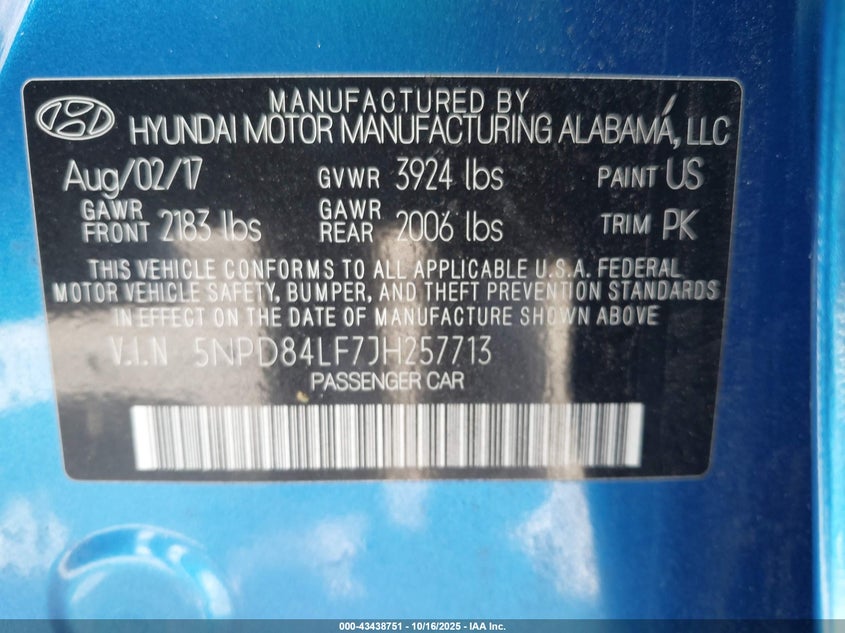 MANUFACTURED BY
HYUNDAI MOTOR MANUFACTURING ALABAMA, LLC
Aug/02/17 GVWR 3924 lbs PAINT US
GAWR FRONT 2183 lbs GAWR REAR 2006 lbs TRIM PK
THIS VEHICLE CONFORMS TO ALL APPLICABLE U.S.A. FEDERAL
MOTOR VEHICLE SAFETY, BUMPER, AND THEFT PREVENTION STANDARDS
IN EFFECT ON THE DATE OF MANUFACTURE SHOWN ABOVE.
V.I.N 5NPD84LF7JH257713
PASSENGER CAR
000-43438751 | 10/16/2025 | IAA Inc.